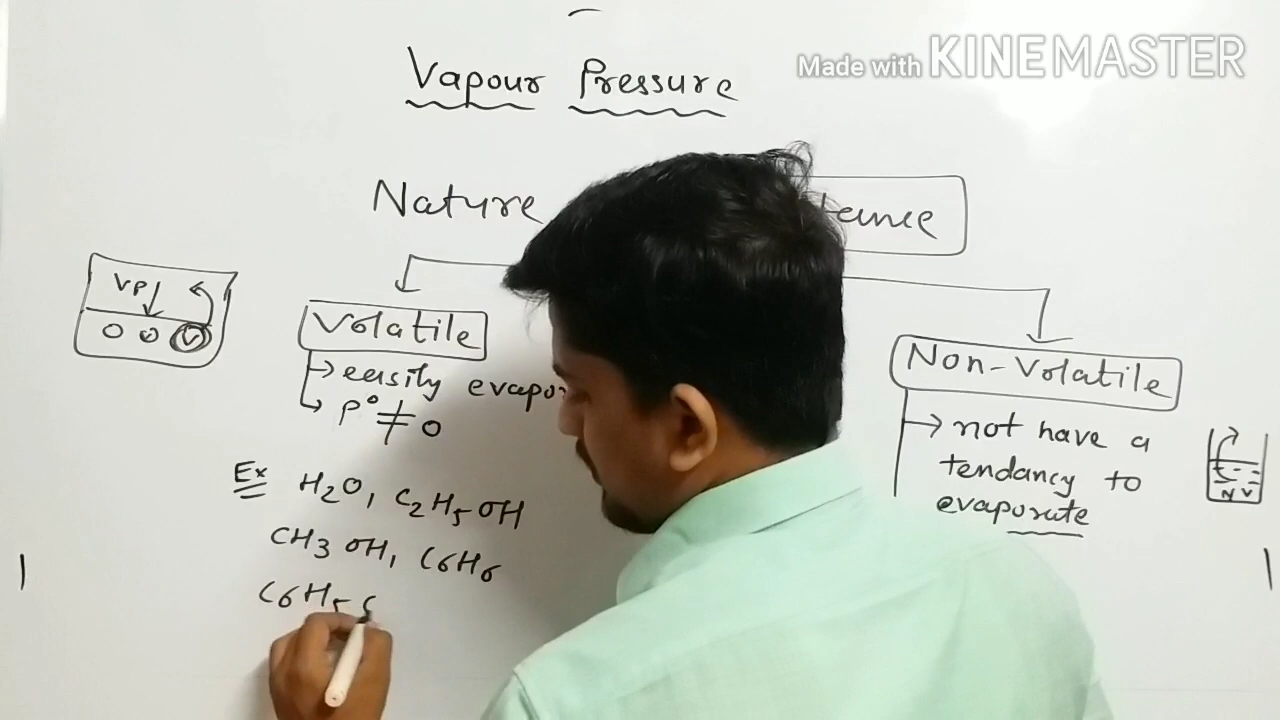 Made with KINEMASTER
Vapour Pressure
Nature
VP
Volatile
→ easily
→ P° ≠ 0
Ex H2O, C2H5OH
CH3OH, C6H6
C6H5
Non-Volatile
→ not have a
tendancy to
evaporate
NV